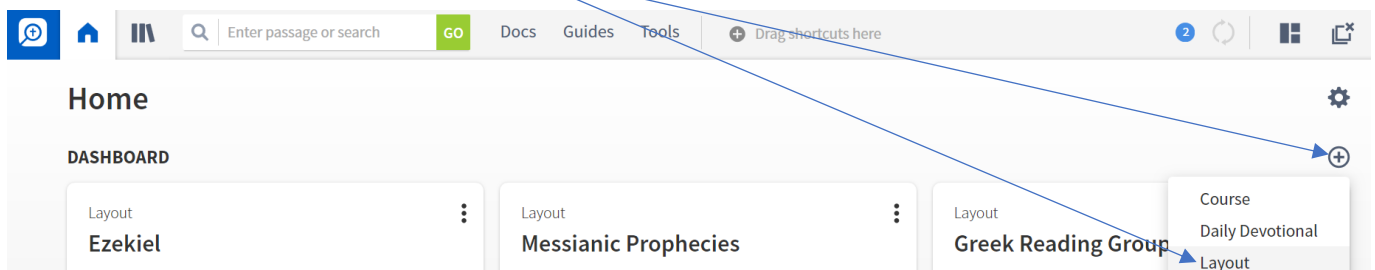 Enter passage or search GO Docs Guides Tools Drag shortcuts here 2
Home
DASHBOARD
Layout Layout Layout Course
Ezekiel Messianic Prophecies Greek Reading Group Daily Devotional
Layout